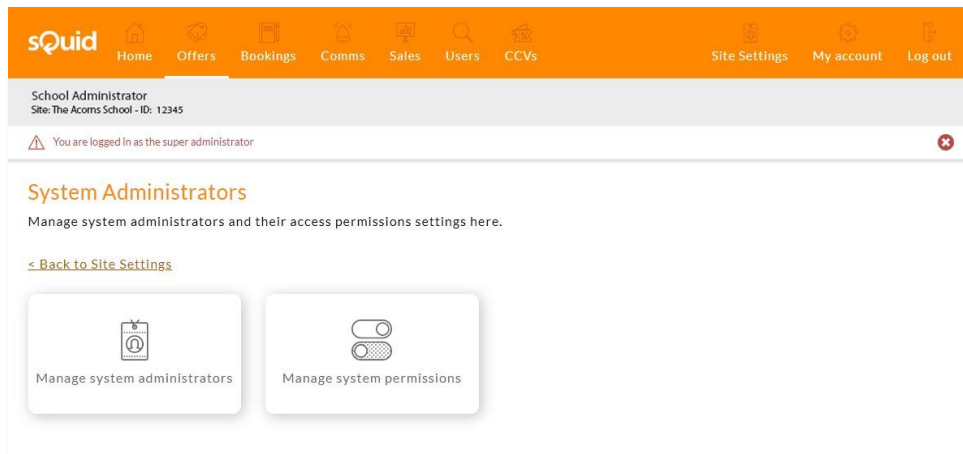 sQuid
Home Offers Bookings Comms Sales Users CCVs Site Settings My account Log out
School Administrator
Site: The Acorns School - ID: 12345
You are logged in as the super administrator
System Administrators
Manage system administrators and their access permissions settings here.
< Back to Site Settings
Manage system administrators Manage system permissions